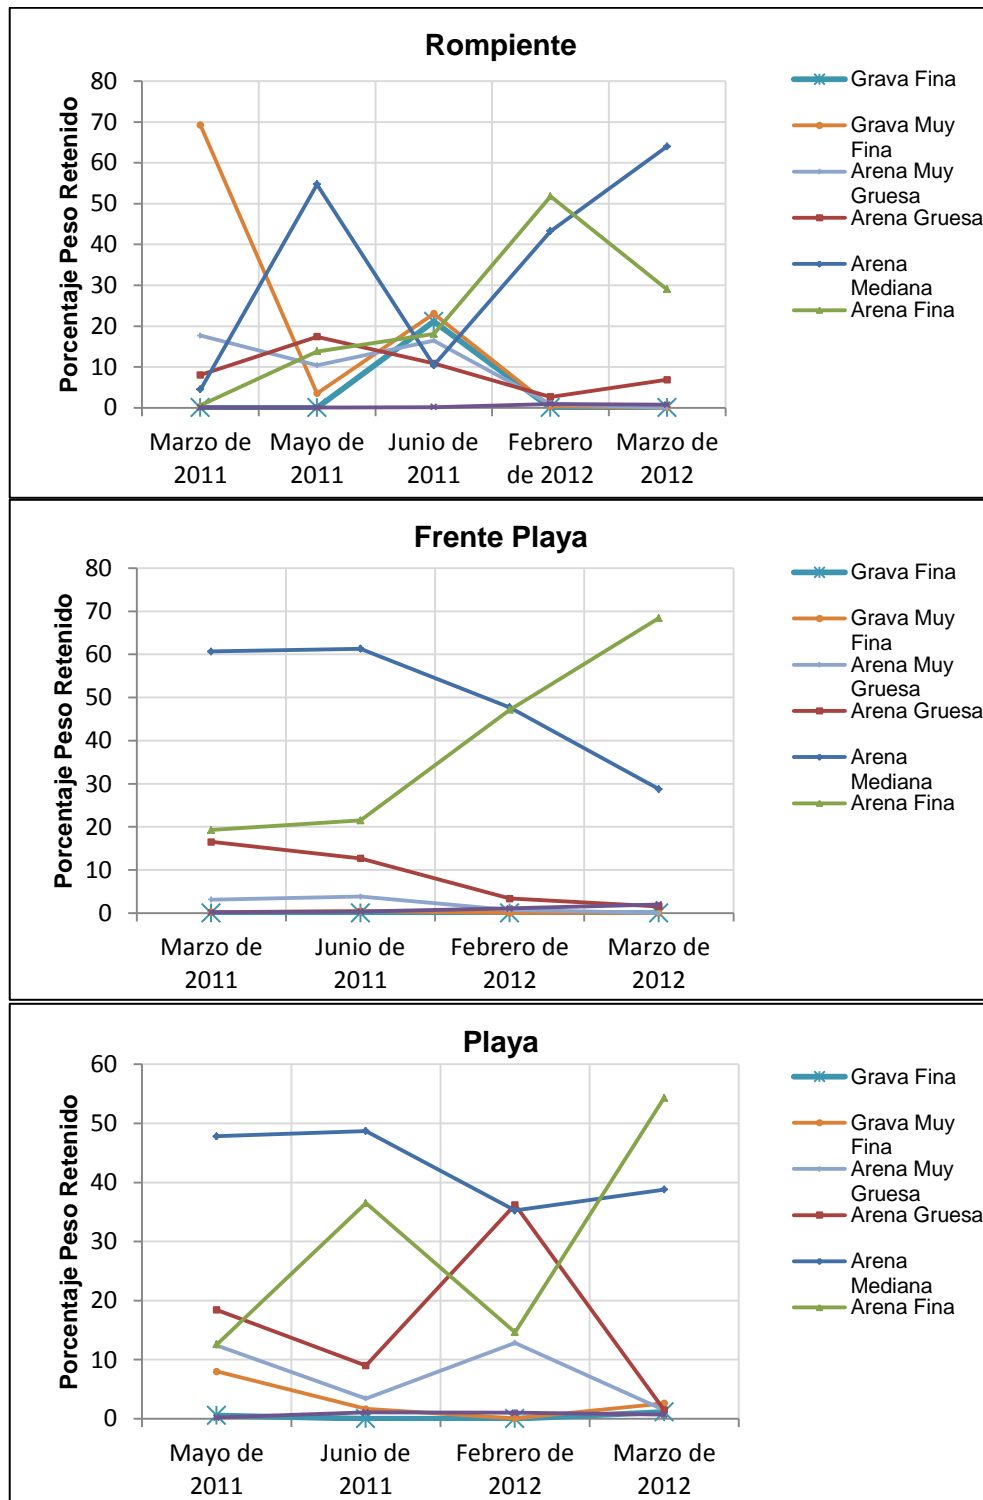 Rompiente
Porcentaje Peso Retenido
80
70
60
50
40
30
20
10
0
Marzo de
2011
Mayo de
2011
Junio de
2011
Febrero
de 2012
Marzo de
2012
Grava Fina
Grava Muy
Fina
Arena Muy
Gruesa
Arena Gruesa
Arena
Mediana
Arena Fina
Frente Playa
Porcentaje Peso Retenido
80
70
60
50
40
30
20
10
0
Marzo de
2011
Junio de
2011
Febrero de
2012
Marzo de
2012
Grava Fina
Grava Muy
Fina
Arena Muy
Gruesa
Arena Gruesa
Arena
Mediana
Arena Fina
Playa
Porcentaje Peso Retenido
60
50
40
30
20
10
0
Mayo de
2011
Junio de
2011
Febrero de
2012
Marzo de
2012
Grava Fina
Grava Muy
Fina
Arena Muy
Gruesa
Arena Gruesa
Arena
Mediana
Arena Fina